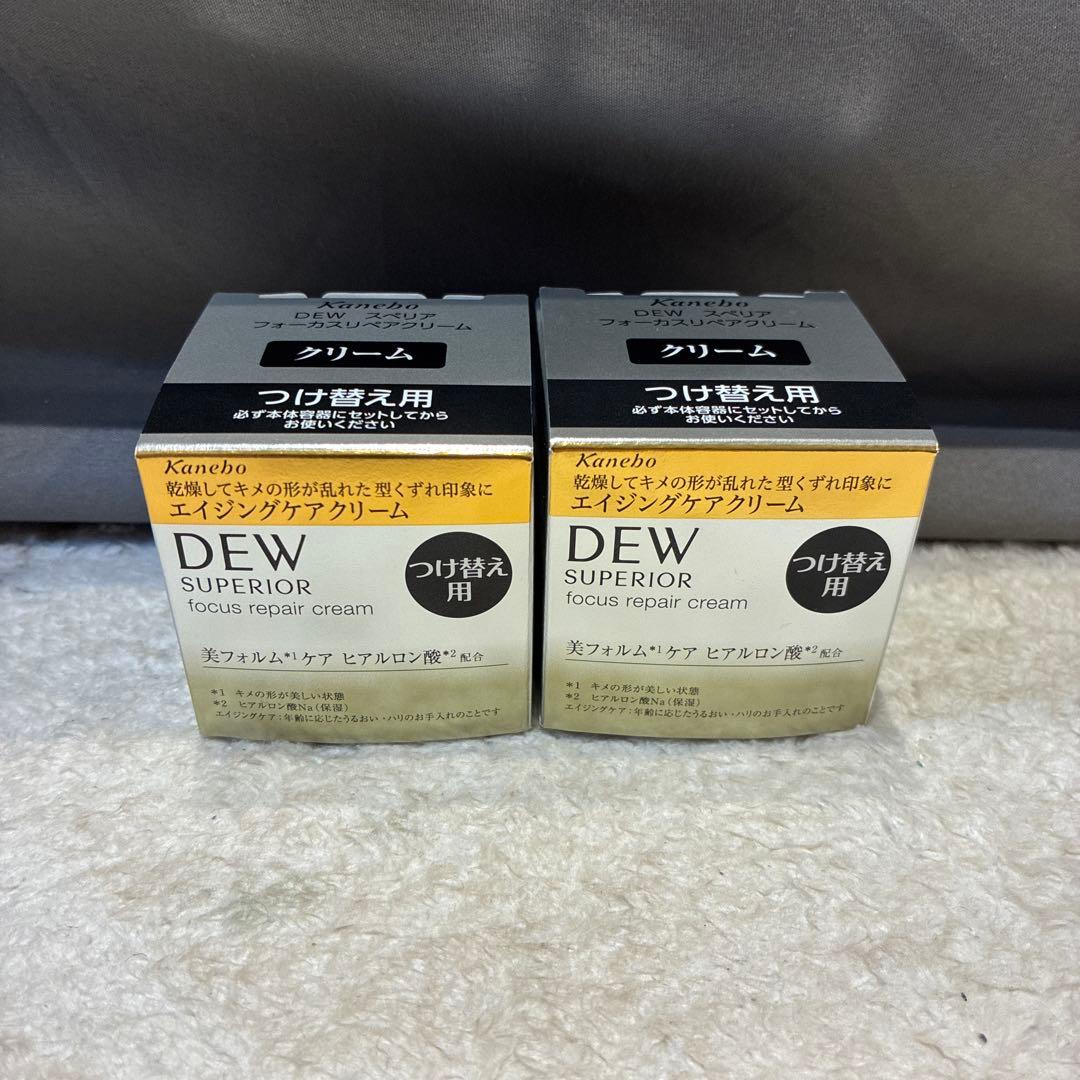 Kanebo
DEW スペリア
フォーカスリペアクリーム
クリーム
つけ替え用
必ず本体容器にセットしてから
お使いください
Kanebo
乾燥してキメの形が乱れた 型くずれ印象に
エイジングケアクリーム
DEW
SUPERIOR
focus repair cream
つけ替え
用
美フォルム*1ケア ヒアルロン酸*2配合
*1 キメの形が美しい状態
*2 ヒアルロン酸Na(保湿)
エイジングケア:年齢に応じたうるおい・ハリのお手入れのことです
Kanebo
DEW スペリア
フォーカスリペアクリーム
クリーム
つけ替え用
必ず本体容器にセットしてから
お使いください
Kanebo
乾燥してキメの形が乱れた 型くずれ印象に
エイジングケアクリーム
DEW
SUPERIOR
focus repair cream
つけ替え
用
美フォルム*1ケア ヒアルロン酸*2配合
*1 キメの形が美しい状態
*2 ヒアルロン酸Na(保湿)
エイジングケア:年齢に応じたうるおい・ハリのお手入れのことです